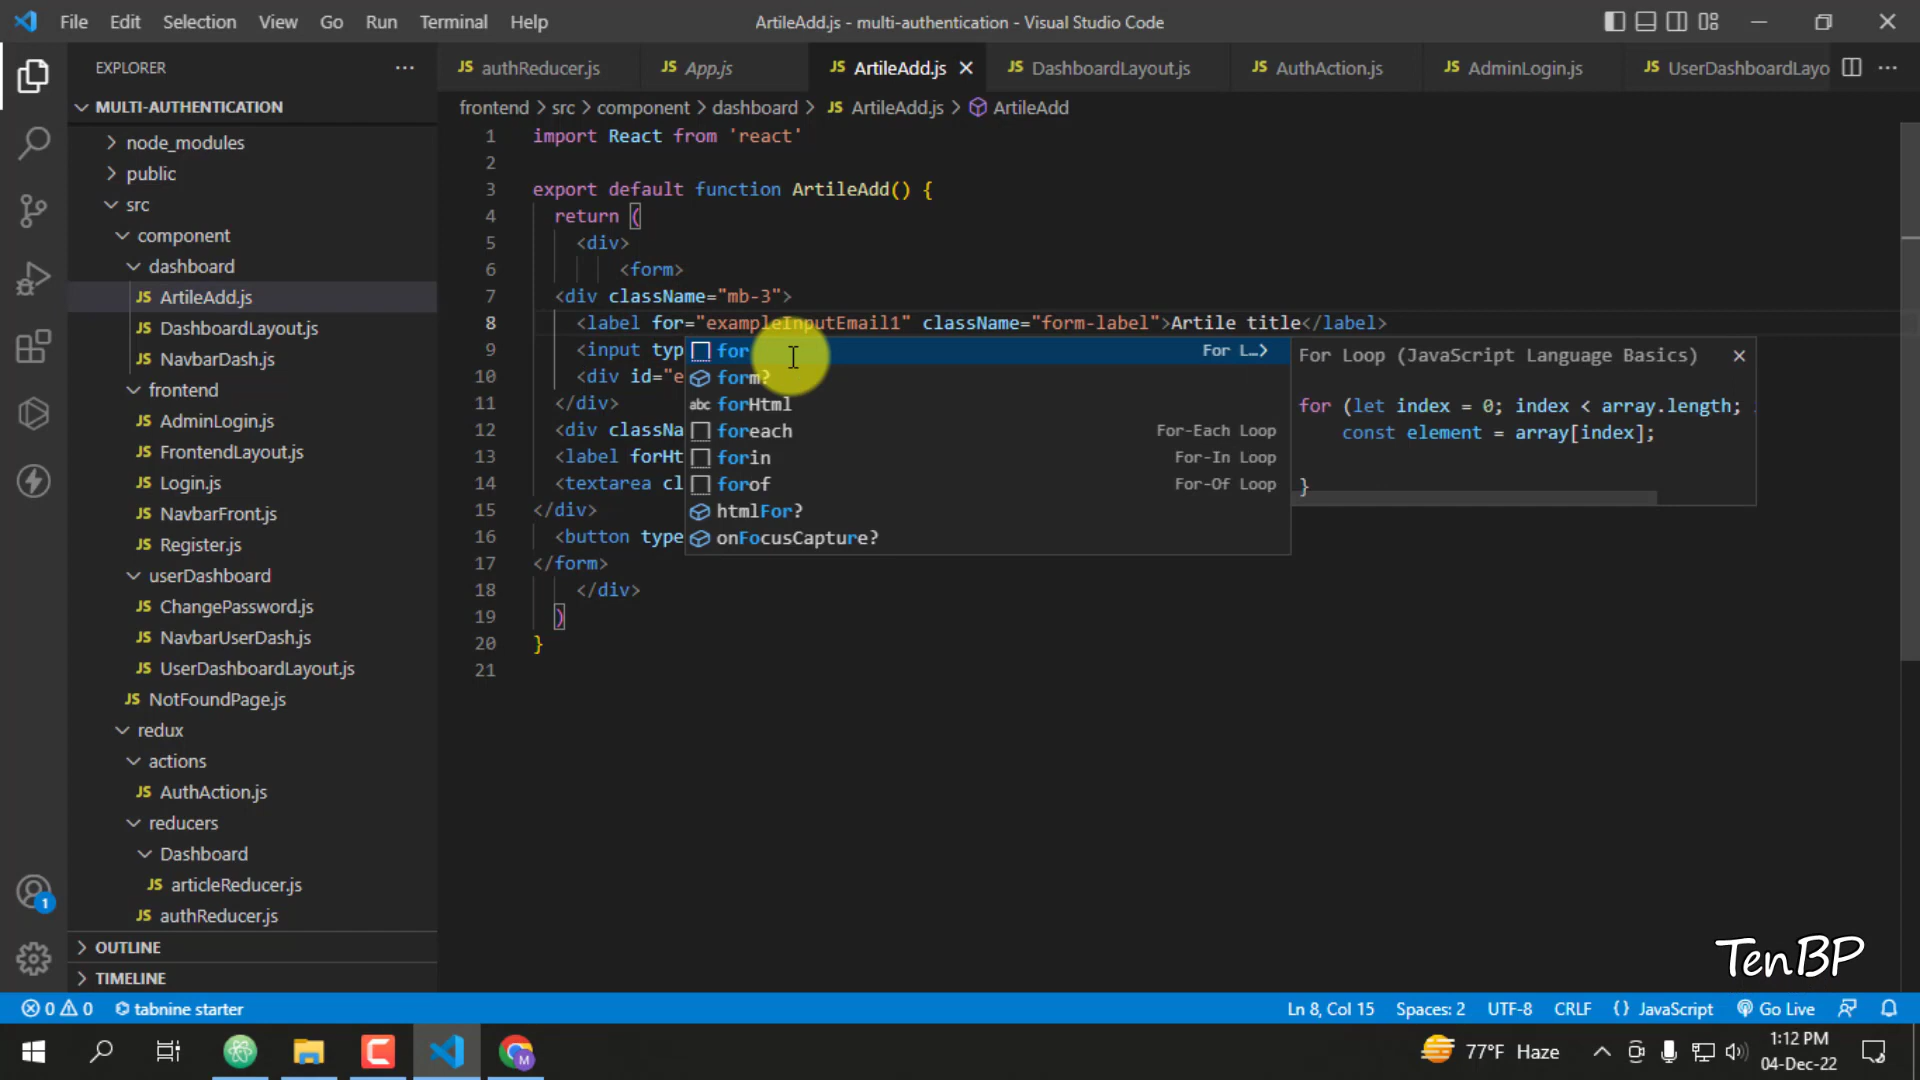 File Edit Selection View Go Run Terminal Help
ArtileAdd.js - multi-authentication - Visual Studio Code
EXPLORER
MULTI-AUTHENTICATION
node_modules
public
src
component
dashboard
ArtileAdd.js
DashboardLayout.js
NavbarDash.js
frontend
AdminLogin.js
FrontendLayout.js
Login.js
NavbarFront.js
Register.js
userDashboard
ChangePassword.js
NavbarUserDash.js
UserDashboardLayout.js
NotFoundPage.js
redux
actions
AuthAction.js
reducers
Dashboard
articleReducer.js
authReducer.js
OUTLINE
TIMELINE
JS authReducer.js JS App.js JS ArtileAdd.js JS DashboardLayout.js JS AuthAction.js JS AdminLogin.js JS UserDashboardLayo
frontend > src > component > dashboard > JS ArtileAdd.js > ArtileAdd
1 import React from 'react'
2
3 export default function ArtileAdd() {
4 return (
5 <div>
6 <form>
7 <div className="mb-3">
8 <label for="exampleInputEmail1" className="form-label">Artile title</label>
9 <input typ
10 <div id="e
11 </div>
12 <div classNa
13 <label forHt
14 <textarea cl
15 </div>
16 <button type
17 </form>
18 </div>
19 )
20 }
21
for For L…>
form?
abc forHtml
foreach For-Each Loop
forin For-In Loop
forof For-Of Loop
htmlFor?
onFocusCapture?
For Loop (JavaScript Language Basics)
for (let index = 0; index < array.length;
const element = array[index];
}
TenBP
0 0 tabnine starter
Ln 8, Col 15 Spaces: 2 UTF-8 CRLF {} JavaScript Go Live
1
M
77°F Haze
1:12 PM
04-Dec-22